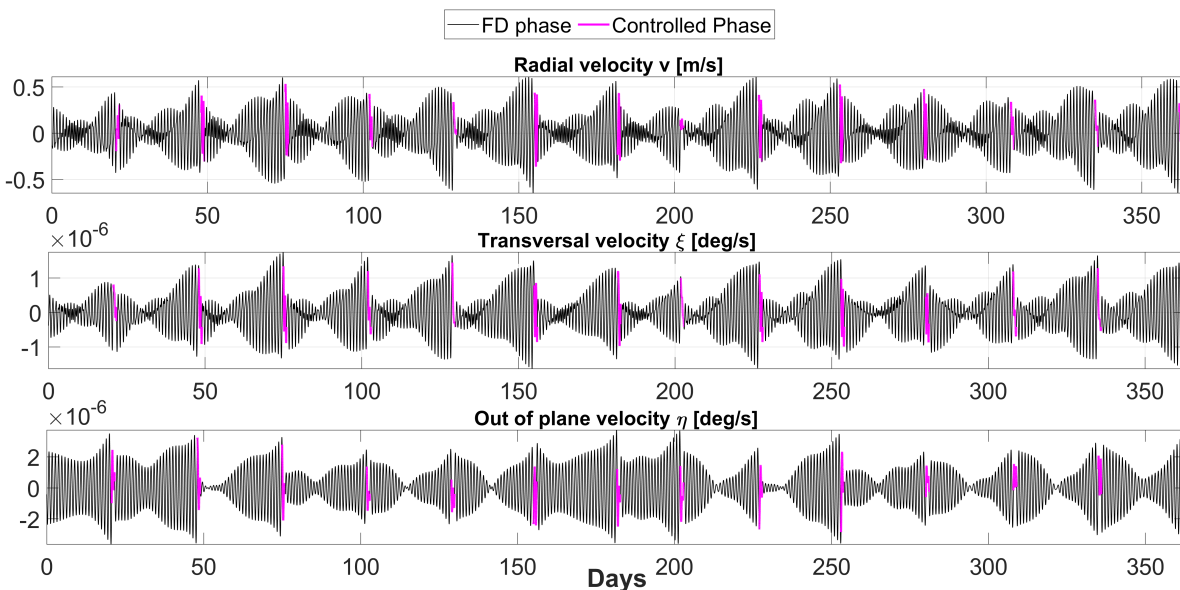 FD phase Controlled Phase
Radial velocity v [m/s]
0.5
0
-0.5
0 50 100 150 200 250 300 350
×10-6
Transversal velocity ξ [deg/s]
1
0
-1
0 50 100 150 200 250 300 350
×10-6
Out of plane velocity η [deg/s]
2
0
-2
0 50 100 150 200 250 300 350
Days